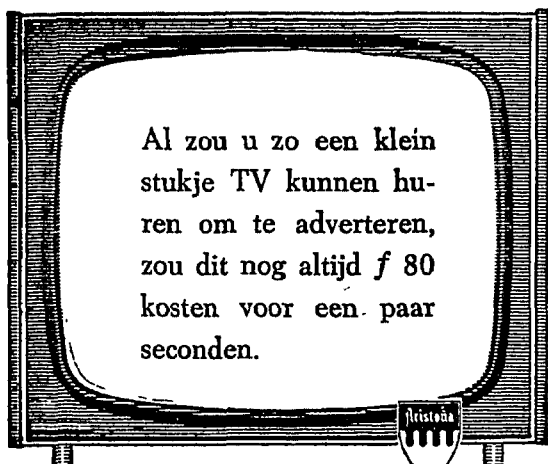 Al zou u zo een klein
stukje TV kunnen hu-
ren om te adverteren,
zou dit nog altijd f 80
kosten voor een paar
seconden.
Aristona